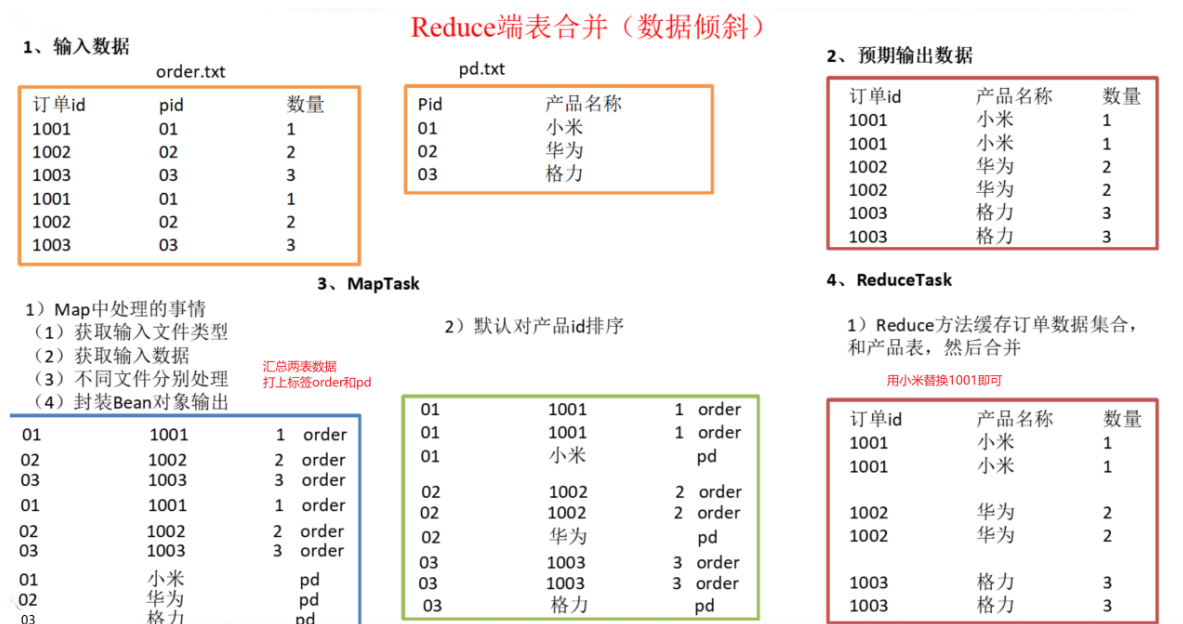 Reduce端表合并（数据倾斜）
1、输入数据
order.txt
订单id pid 数量
1001 01 1
1002 02 2
1003 03 3
1001 01 1
1002 02 2
1003 03 3
pd.txt
Pid 产品名称
01 小米
02 华为
03 格力
2、预期输出数据
订单id 产品名称 数量
1001 小米 1
1001 小米 1
1002 华为 2
1002 华为 2
1003 格力 3
1003 格力 3
3、MapTask
1）Map中处理的事情
（1）获取输入文件类型
（2）获取输入数据
（3）不同文件分别处理
（4）封装Bean对象输出
汇总两表数据
打上标签order和pd
01 1001 1 order
02 1002 2 order
03 1003 3 order
01 1001 1 order
02 1002 2 order
03 1003 3 order
01 小米 pd
02 华为 pd
03 格力 pd
2）默认对产品id排序
01 1001 1 order
01 1001 1 order
01 小米 pd
02 1002 2 order
02 1002 2 order
02 华为 pd
03 1003 3 order
03 1003 3 order
03 格力 pd
4、ReduceTask
1）Reduce方法缓存订单数据集合，
和产品表，然后合并
用小米替换1001即可
订单id 产品名称 数量
1001 小米 1
1001 小米 1
1002 华为 2
1002 华为 2
1003 格力 3
1003 格力 3